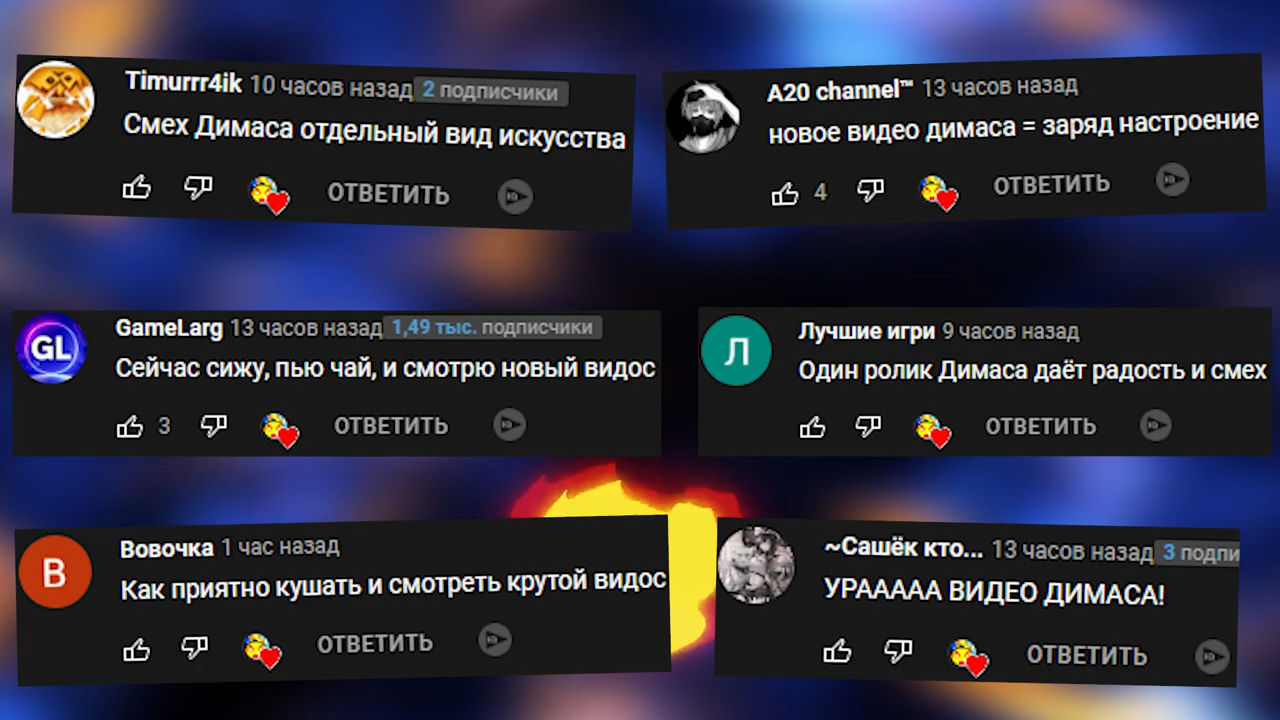 Timurrr4ik 10 часов назад 2 подписчики
Смех Димаса отдельный вид искусства
ОТВЕТИТЬ
A20 channel™ 13 часов назад
новое видео димаса = заряд настроение
4 ОТВЕТИТЬ
GL
GameLarg 13 часов назад 1,49 тыс. подписчики
Сейчас сижу, пью чай, и смотрю новый видос
3 ОТВЕТИТЬ
Л
Лучшие игри 9 часов назад
Один ролик Димаса даёт радость и смех
ОТВЕТИТЬ
В
Вовочка 1 час назад
Как приятно кушать и смотреть крутой видос
ОТВЕТИТЬ
~Сашёк кто... 13 часов назад 3 подпи
УРААААА ВИДЕО ДИМАСА!
ОТВЕТИТЬ